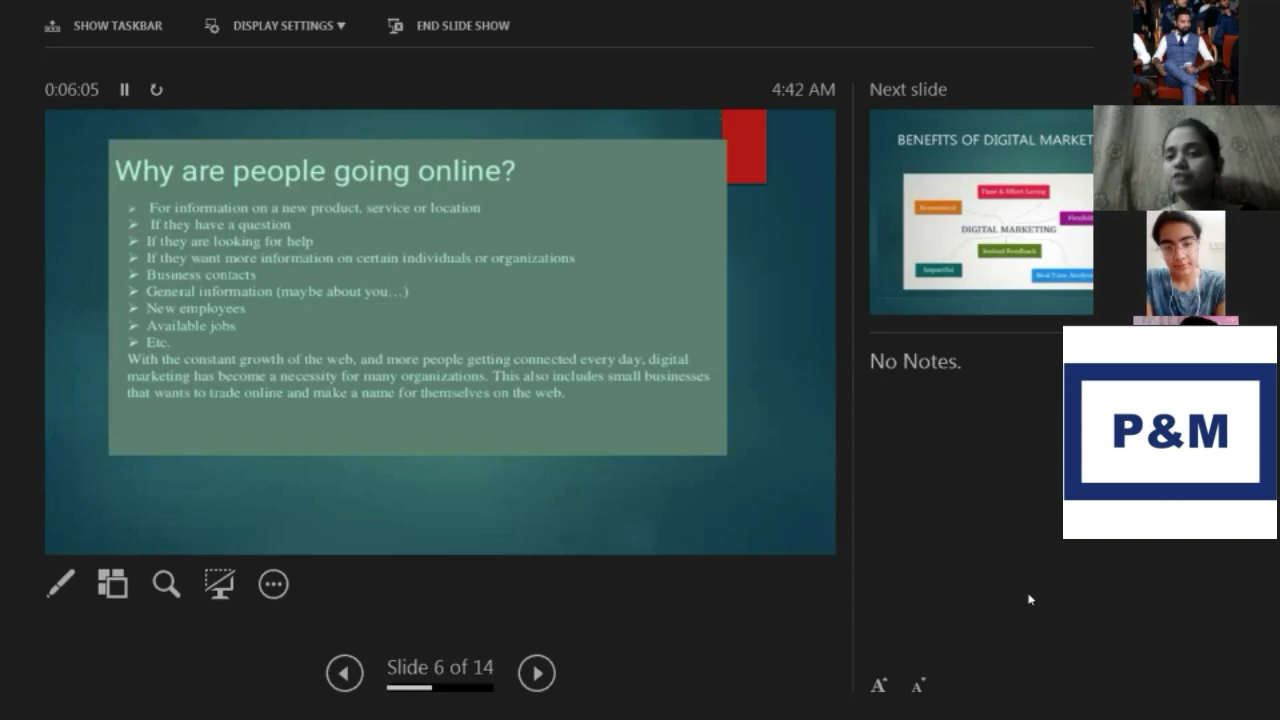 SHOW TASKBAR
DISPLAY SETTINGS ▼
END SLIDE SHOW
0:06:05
4:42 AM
Why are people going online?
➢ For information on a new product, service or location
➢ If they have a question
➢ If they are looking for help
➢ If they want more information on certain individuals or organizations
➢ Business contacts
➢ General information (maybe about you…)
➢ New employees
➢ Available jobs
➢ Etc.
With the constant growth of the web, and more people getting connected every day, digital
marketing has become a necessity for many organizations. This also includes small businesses
that wants to trade online and make a name for themselves on the web.
Slide 6 of 14
Next slide
BENEFITS OF DIGITAL MARKET
Time & Effort Saving
Economical
DIGITAL MARKETING
Instant Feedback
Impactful
No Notes.
A
A
P&M